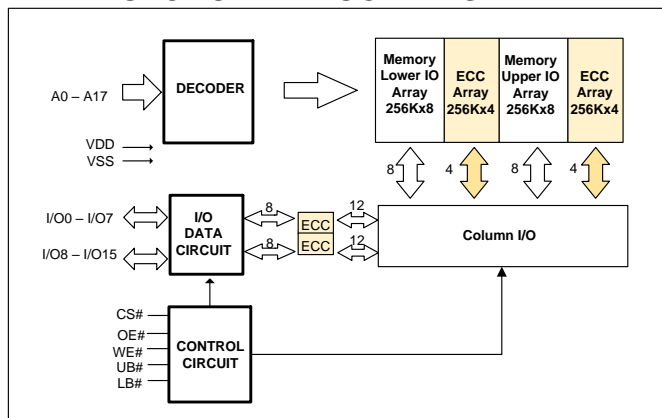 A0 – A17
DECODER
VDD
VSS
Memory
Lower IO
Array
256Kx8
ECC
Array
256Kx4
Memory
Upper IO
Array
256Kx8
ECC
Array
256Kx4
8
4
8
4
I/O0 – I/O7
I/O8 – I/O15
I/O
DATA
CIRCUIT
8
8
ECC
ECC
12
12
Column I/O
CS#
OE#
WE#
UB#
LB#
CONTROL
CIRCUIT